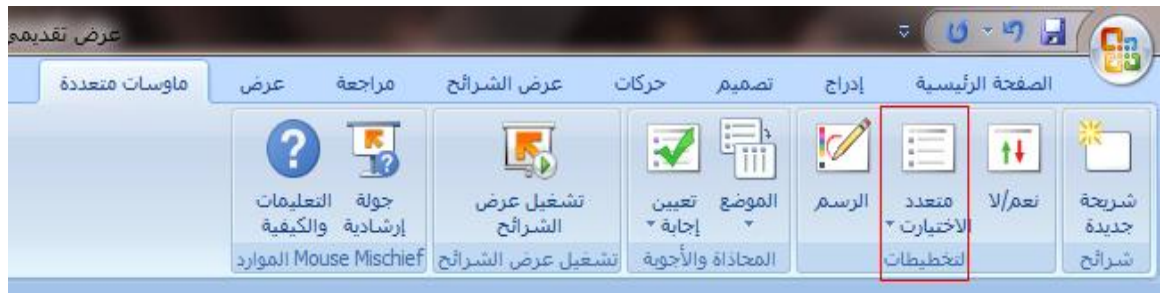 عرض تقديمي
الصفحة الرئيسية
إدراج
تصميم
حركات
عرض الشرائح
مراجعة
عرض
ماوسات متعددة
شريحة
جديدة
نعم/لا
متعدد
الاختيارت
الرسم
الموضع
تعيين
إجابة
تشغيل عرض
الشرائح
جولة
إرشادية
التعليمات
والكيفية
شرائح
لتخطيطات
المحاذاة والأجوبة
تشغيل عرض الشرائح
الموارد Mouse Mischief